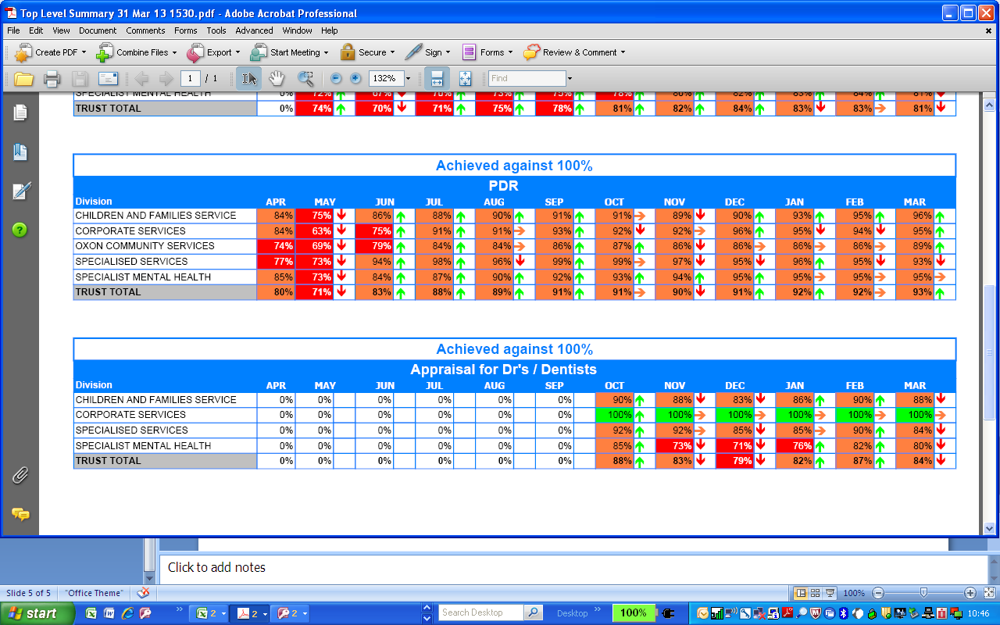 Top Level Summary 31 Mar 13 1530.pdf - Adobe Acrobat Professional
File Edit View Document Comments Forms Tools Advanced Window Help
Create PDF Combine Files Export Start Meeting Secure Sign Forms Review & Comment
1 / 1 132% Find
SPECIALIST MENTAL HEALTH 0% 72% 67% 70% 73% 75% 78% 80% 82% 83% 84% 81%
TRUST TOTAL 0% 74% 70% 71% 75% 78% 81% 82% 84% 83% 83% 81%
Achieved against 100%
PDR
Division APR MAY JUN JUL AUG SEP OCT NOV DEC JAN FEB MAR
CHILDREN AND FAMILIES SERVICE 84% 75% 86% 88% 90% 91% 91% 89% 90% 93% 95% 96%
CORPORATE SERVICES 84% 63% 75% 91% 91% 93% 92% 92% 96% 95% 94% 95%
OXON COMMUNITY SERVICES 74% 69% 79% 84% 84% 86% 87% 86% 86% 86% 86% 89%
SPECIALISED SERVICES 77% 73% 94% 98% 96% 99% 99% 97% 95% 96% 95% 93%
SPECIALIST MENTAL HEALTH 85% 73% 84% 87% 90% 92% 93% 94% 95% 95% 95% 95%
TRUST TOTAL 80% 71% 83% 88% 89% 91% 91% 90% 91% 92% 92% 93%
Achieved against 100%
Appraisal for Dr's / Dentists
Division APR MAY JUN JUL AUG SEP OCT NOV DEC JAN FEB MAR
CHILDREN AND FAMILIES SERVICE 0% 0% 0% 0% 0% 0% 90% 88% 83% 86% 90% 88%
CORPORATE SERVICES 0% 0% 0% 0% 0% 0% 100% 100% 100% 100% 100% 100%
SPECIALISED SERVICES 0% 0% 0% 0% 0% 0% 92% 92% 85% 85% 90% 84%
SPECIALIST MENTAL HEALTH 0% 0% 0% 0% 0% 0% 85% 73% 71% 76% 82% 80%
TRUST TOTAL 0% 0% 0% 0% 0% 0% 88% 83% 79% 82% 87% 84%
Click to add notes
Slide 5 of 5 "Office Theme" 100%
start 2 2 2 Search Desktop Desktop 100% 10:46